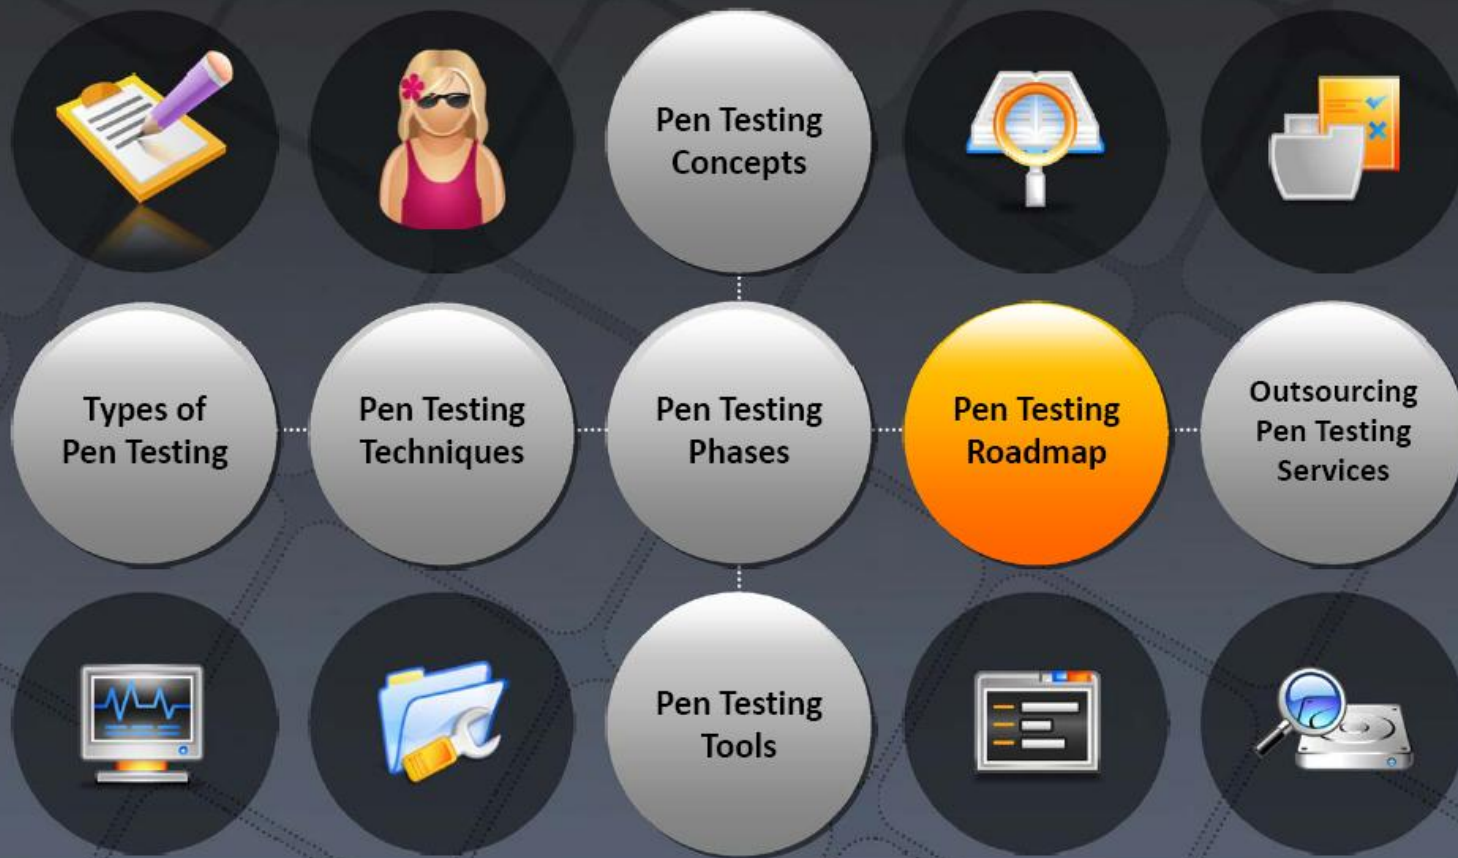 Pen Testing
Concepts
Types of
Pen Testing
Pen Testing
Techniques
Pen Testing
Phases
Pen Testing
Roadmap
Outsourcing
Pen Testing
Services
Pen Testing
Tools